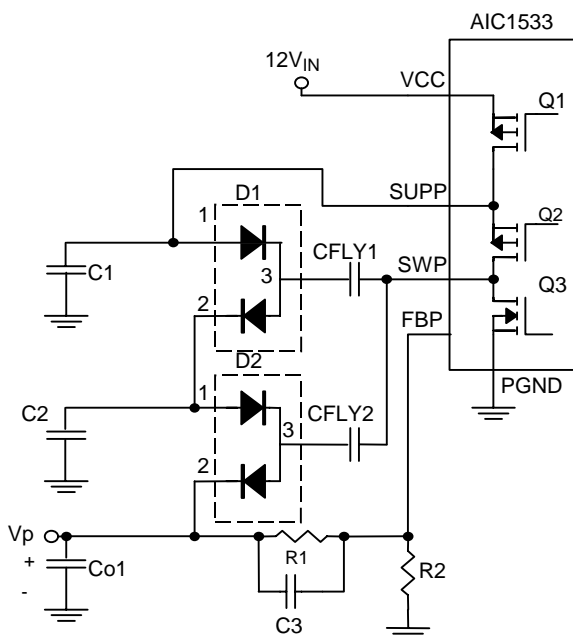 AIC1533
12VIN
VCC
Q1
D1
SUPP
1
Q2
CFLY1
SWP
3
C1
Q3
2
FBP
D2
PGND
1
C2
CFLY2
3
2
Vp
+
Co1
R1
R2
-
C3